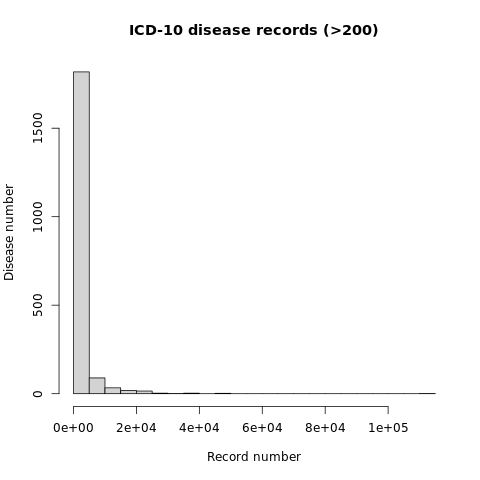 ICD-10 disease records (>200)
Disease number
1500
1000
500
0
0e+00 2e+04 4e+04 6e+04 8e+04 1e+05
Record number